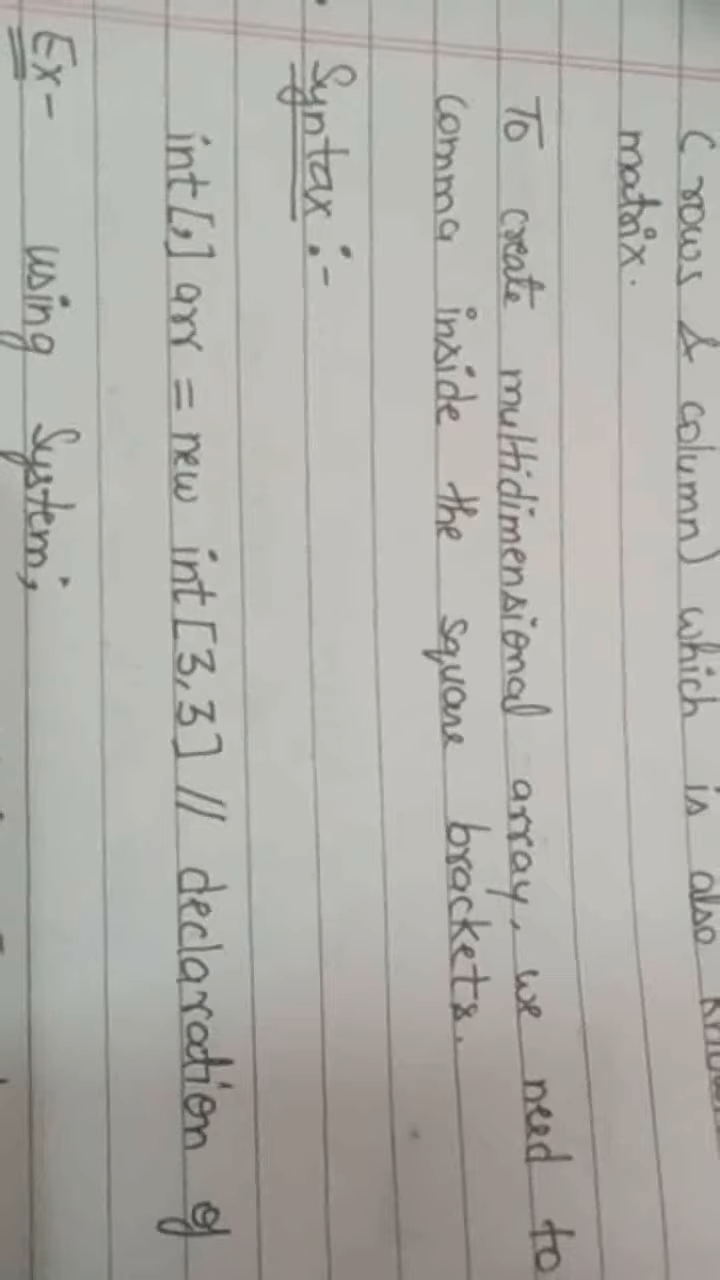 (rows & column) which is also
matrix.
To create multidimensional array, we need to
comma inside the square brackets.
Syntax :-
int[,] arr = new int[3,3] // declaration of
Ex- using System;